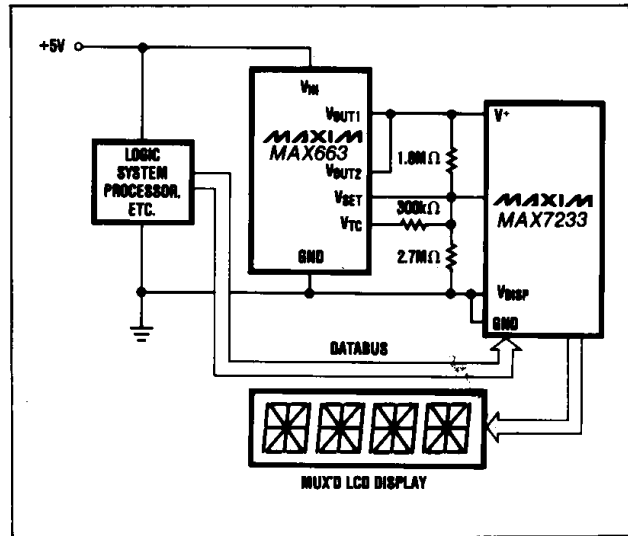 +5V
LOGIC
SYSTEM
PROCESSOR,
ETC.
VIN
VOUT1
MAXIM
MAX663
VOUT2
VSET
VTC
GND
1.8MΩ
300kΩ
2.7MΩ
V+
MAXIM
MAX7233
VDISP
GND
DATABUS
MUX'D LCD DISPLAY